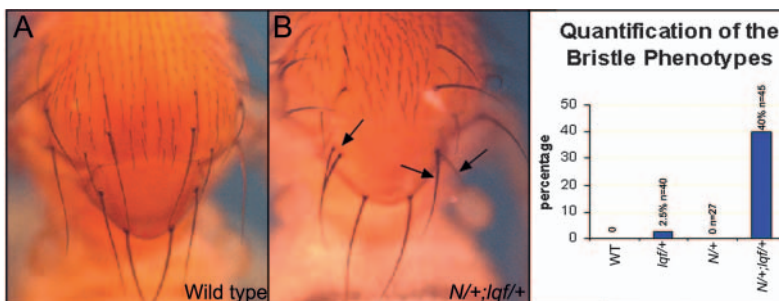 A
Wild type
B
N/+;lqf/+
Quantification of the
Bristle Phenotypes
percentage
50
40
30
20
10
0
0
2.5% n=40
0 n=27
40% n=45
WT
lqf/+
N/+
N/+;lqf/+